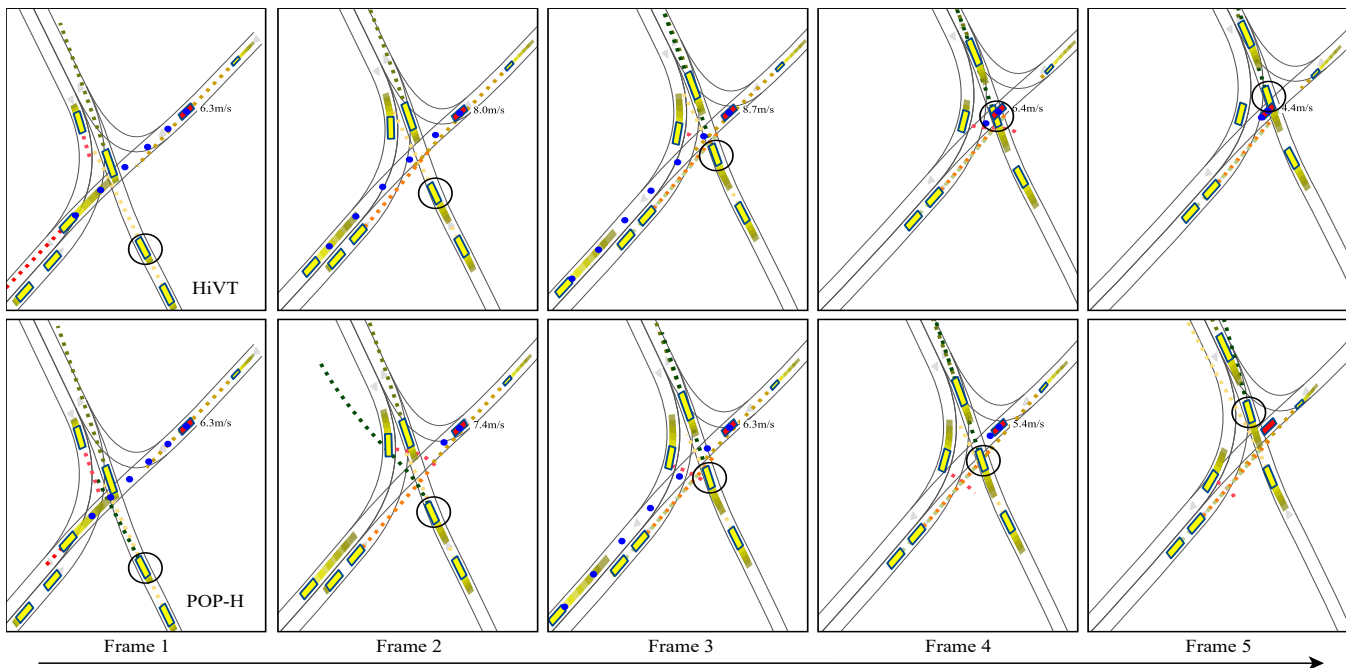 6.3m/s
8.0m/s
8.7m/s
6.4m/s
4.4m/s
HiVT
6.3m/s
7.4m/s
6.3m/s
5.4m/s
POP-H
Frame 1
Frame 2
Frame 3
Frame 4
Frame 5